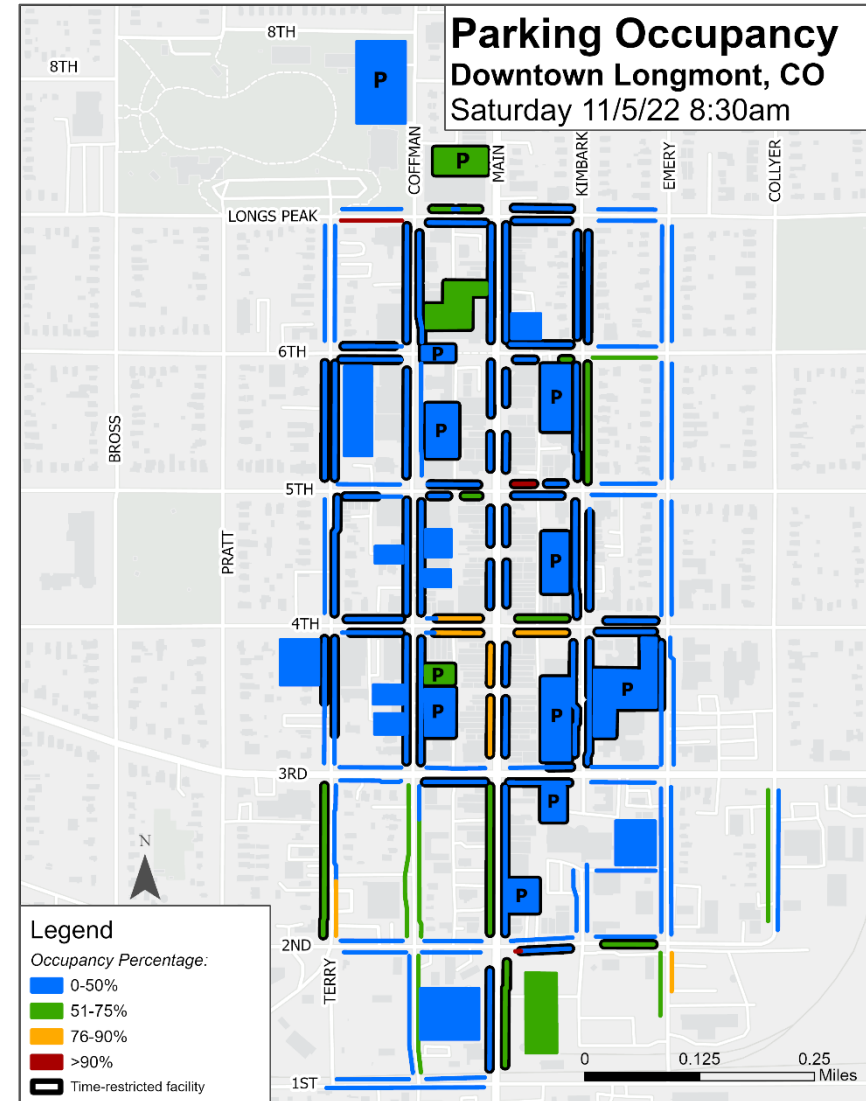 Parking Occupancy
Downtown Longmont, CO
Saturday 11/5/22 8:30am
8TH
8TH
P
P
COFFMAN
MAIN
KIMBARK
EMERY
COLLYER
LONGS PEAK
6TH
P
P
P
BROSS
5TH
PRATT
P
4TH
P
P
P
P
3RD
P
N
P
2ND
TERRY
1ST
Legend
Occupancy Percentage:
0-50%
51-75%
76-90%
>90%
Time-restricted facility
0 0.125 0.25
Miles